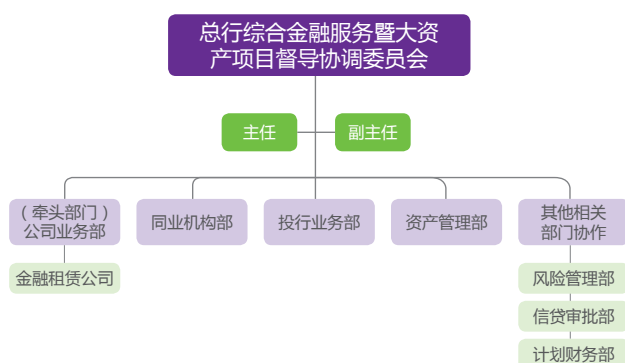 总行综合金融服务暨大资
产项目督导协调委员会
主任
副主任
（牵头部门）
公司业务部
同业机构部
投行业务部
资产管理部
其他相关
部门协作
金融租赁公司
风险管理部
信贷审批部
计划财务部